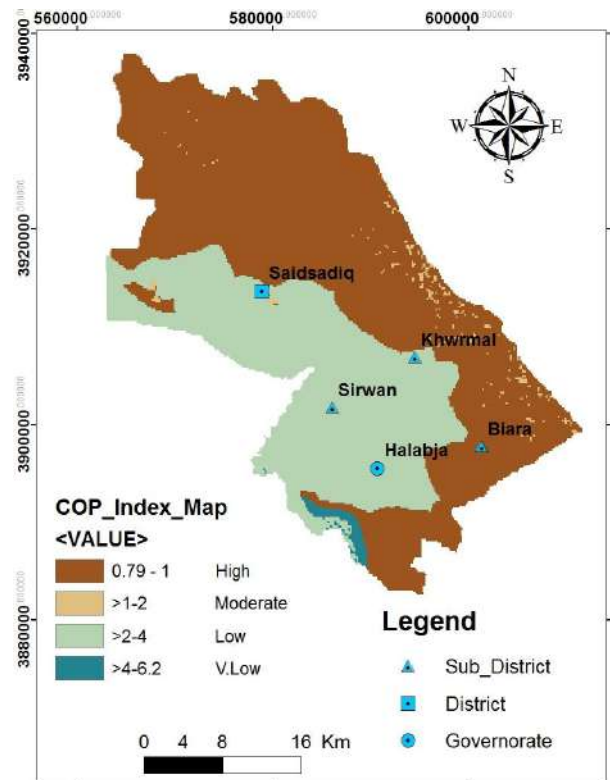 560000 580000 600000
3940000
N
W E
S
3920000
Saidsadiq
Khwrmal
Sirwan
Biara
3900000
Halabja
COP_Index_Map
<VALUE>
0.79 - 1 High
>1-2 Moderate
>2-4 Low
>4-6.2 V.Low
3880000
Legend
Sub_District
District
Governorate
0 4 8 16 Km